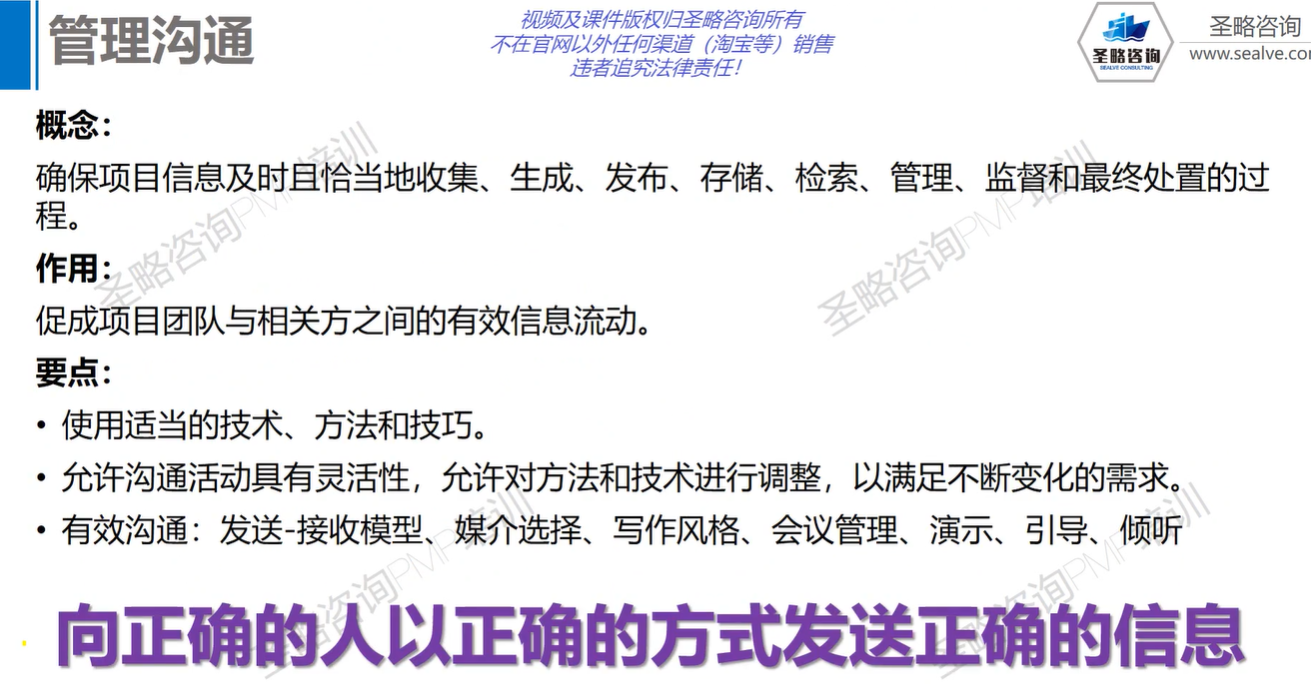 管理沟通
视频及课件版权归圣略咨询所有
不在官网以外任何渠道（淘宝等）销售
违者追究法律责任！
圣略咨询
SEALVE CONSULTING
圣略咨询
www.sealve.co
概念：
确保项目信息及时且恰当地收集、生成、发布、存储、检索、管理、监督和最终处置的过
程。
作用：
促成项目团队与相关方之间的有效信息流动。
要点：
• 使用适当的技术、方法和技巧。
• 允许沟通活动具有灵活性，允许对方法和技术进行调整，以满足不断变化的需求。
• 有效沟通：发送-接收模型、媒介选择、写作风格、会议管理、演示、引导、倾听
向正确的人以正确的方式发送正确的信息
圣略咨询PMP培训
圣略咨询PMP培训
圣略咨询PMP培训
圣略咨询PMP培训